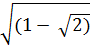 √((1 − √2)